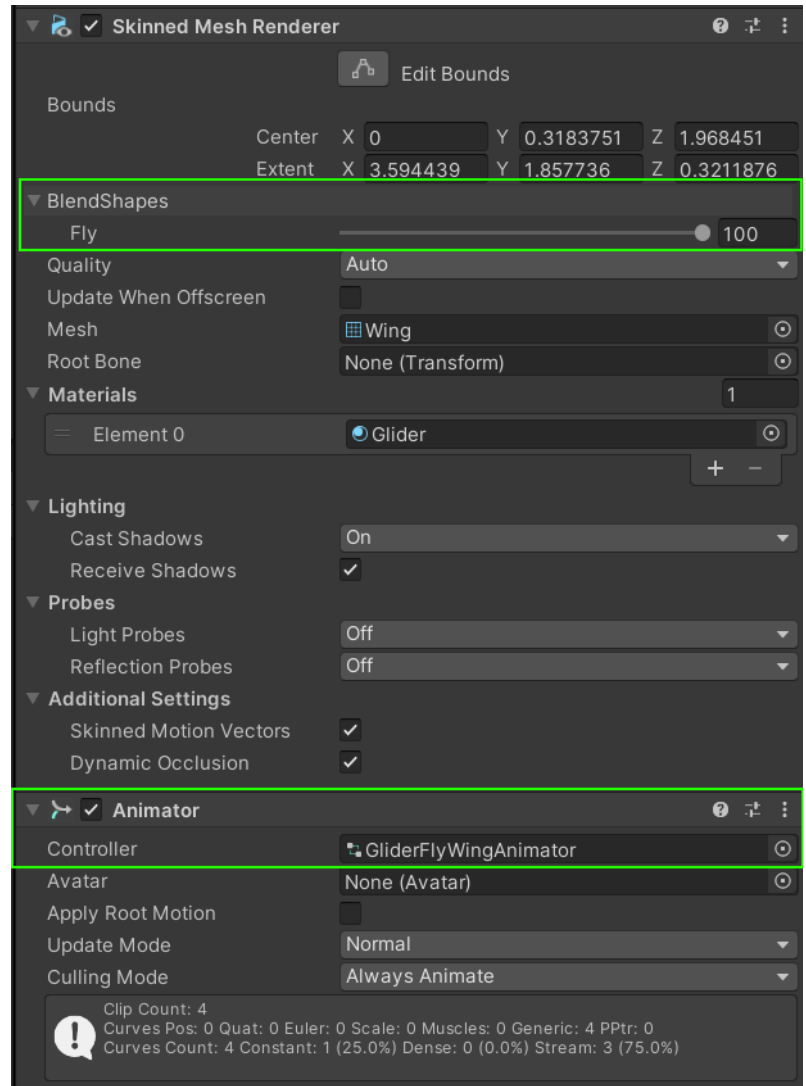 Skinned Mesh Renderer
Edit Bounds
Bounds
Center X 0 Y 0.3183751 Z 1.968451
Extent X 3.594439 Y 1.857736 Z 0.3211876
BlendShapes
Fly 100
Quality Auto
Update When Offscreen
Mesh Wing
Root Bone None (Transform)
Materials 1
Element 0 Glider
+ −
Lighting
Cast Shadows On
Receive Shadows
Probes
Light Probes Off
Reflection Probes Off
Additional Settings
Skinned Motion Vectors
Dynamic Occlusion
Animator
Controller GliderFlyWingAnimator
Avatar None (Avatar)
Apply Root Motion
Update Mode Normal
Culling Mode Always Animate
Clip Count: 4
Curves Pos: 0 Quat: 0 Euler: 0 Scale: 0 Muscles: 0 Generic: 4 PPtr: 0
Curves Count: 4 Constant: 1 (25.0%) Dense: 0 (0.0%) Stream: 3 (75.0%)